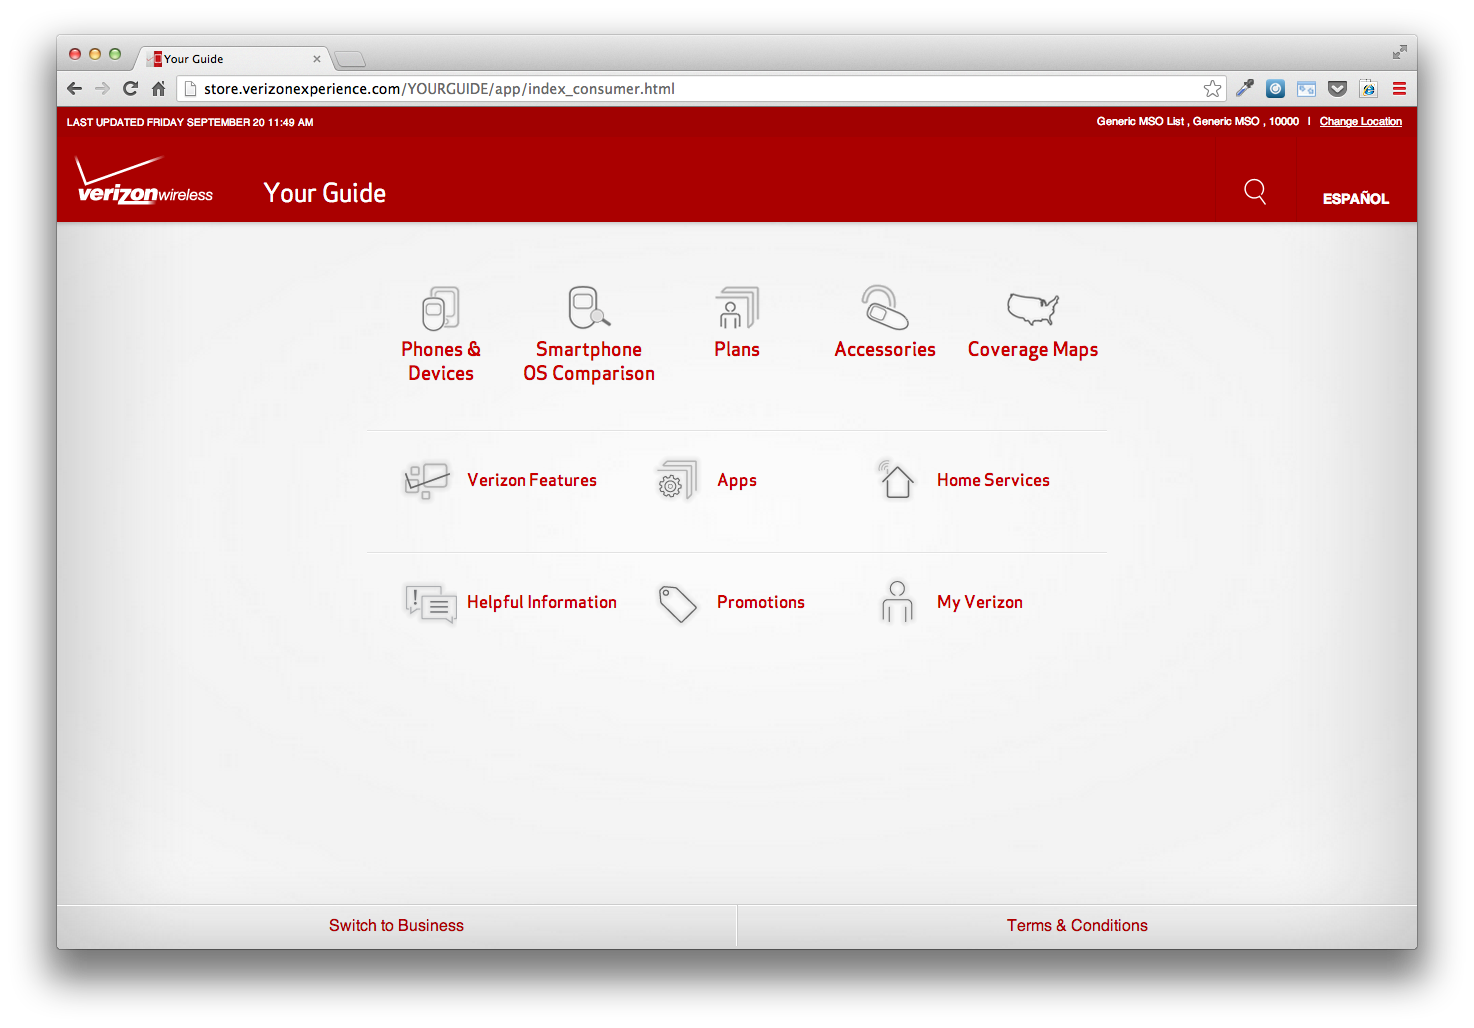 Your Guide
store.verizonexperience.com/YOURGUIDE/app/index_consumer.html
LAST UPDATED FRIDAY SEPTEMBER 20 11:49 AM
Generic MSO List , Generic MSO , 10000 | Change Location
verizonwireless
Your Guide
ESPAÑOL
Phones &
Devices
Smartphone
OS Comparison
Plans
Accessories
Coverage Maps
Verizon Features
Apps
Home Services
Helpful Information
Promotions
My Verizon
Switch to Business
Terms & Conditions